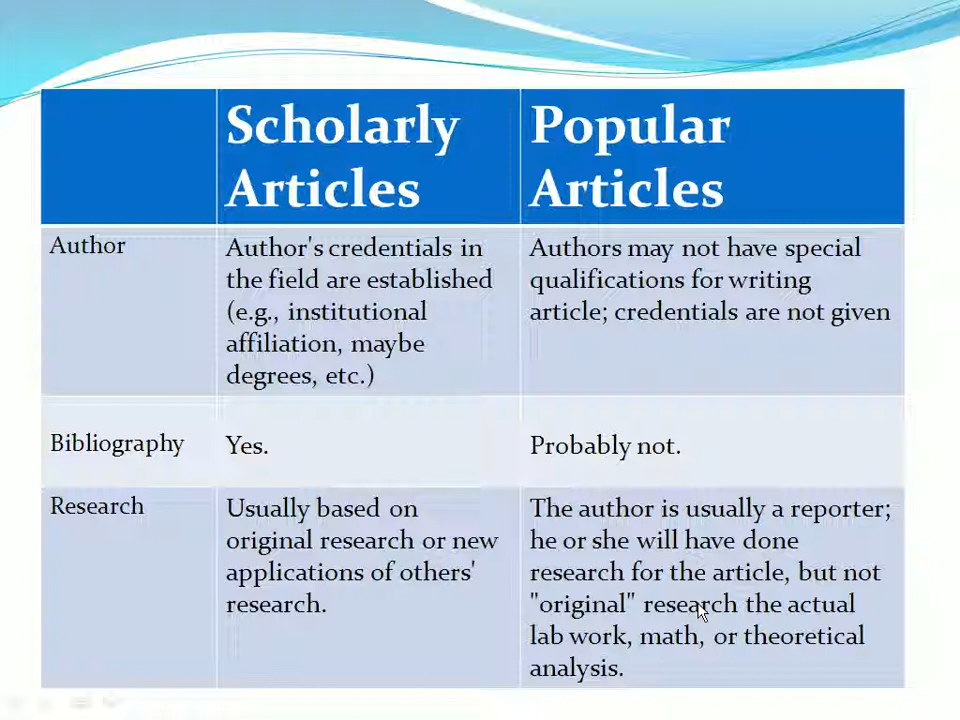 Scholarly
Articles
Popular
Articles
Author
Author's credentials in
the field are established
(e.g., institutional
affiliation, maybe
degrees, etc.)
Authors may not have special
qualifications for writing
article; credentials are not given
Bibliography
Yes.
Probably not.
Research
Usually based on
original research or new
applications of others'
research.
The author is usually a reporter;
he or she will have done
research for the article, but not
"original" research the actual
lab work, math, or theoretical
analysis.